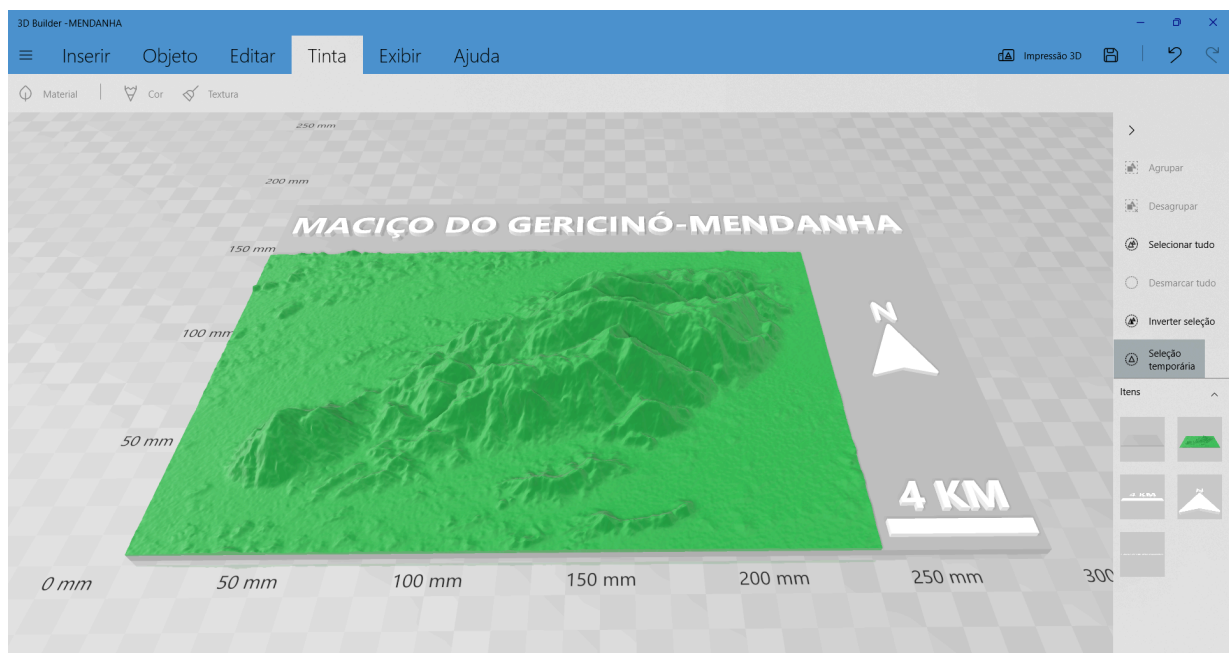 3D Builder - MENDANHA
Inserir Objeto Editar Tinta Exibir Ajuda Impressão 3D
Material Cor Textura
250 mm
200 mm
MACIÇO DO GERICINÓ-MENDANHA
150 mm
100 mm
50 mm
N
4 KM
0 mm 50 mm 100 mm 150 mm 200 mm 250 mm 300
Agrupar
Desagrupar
Selecionar tudo
Desmarcar tudo
Inverter seleção
Seleção
temporária
Itens
4 KM
N